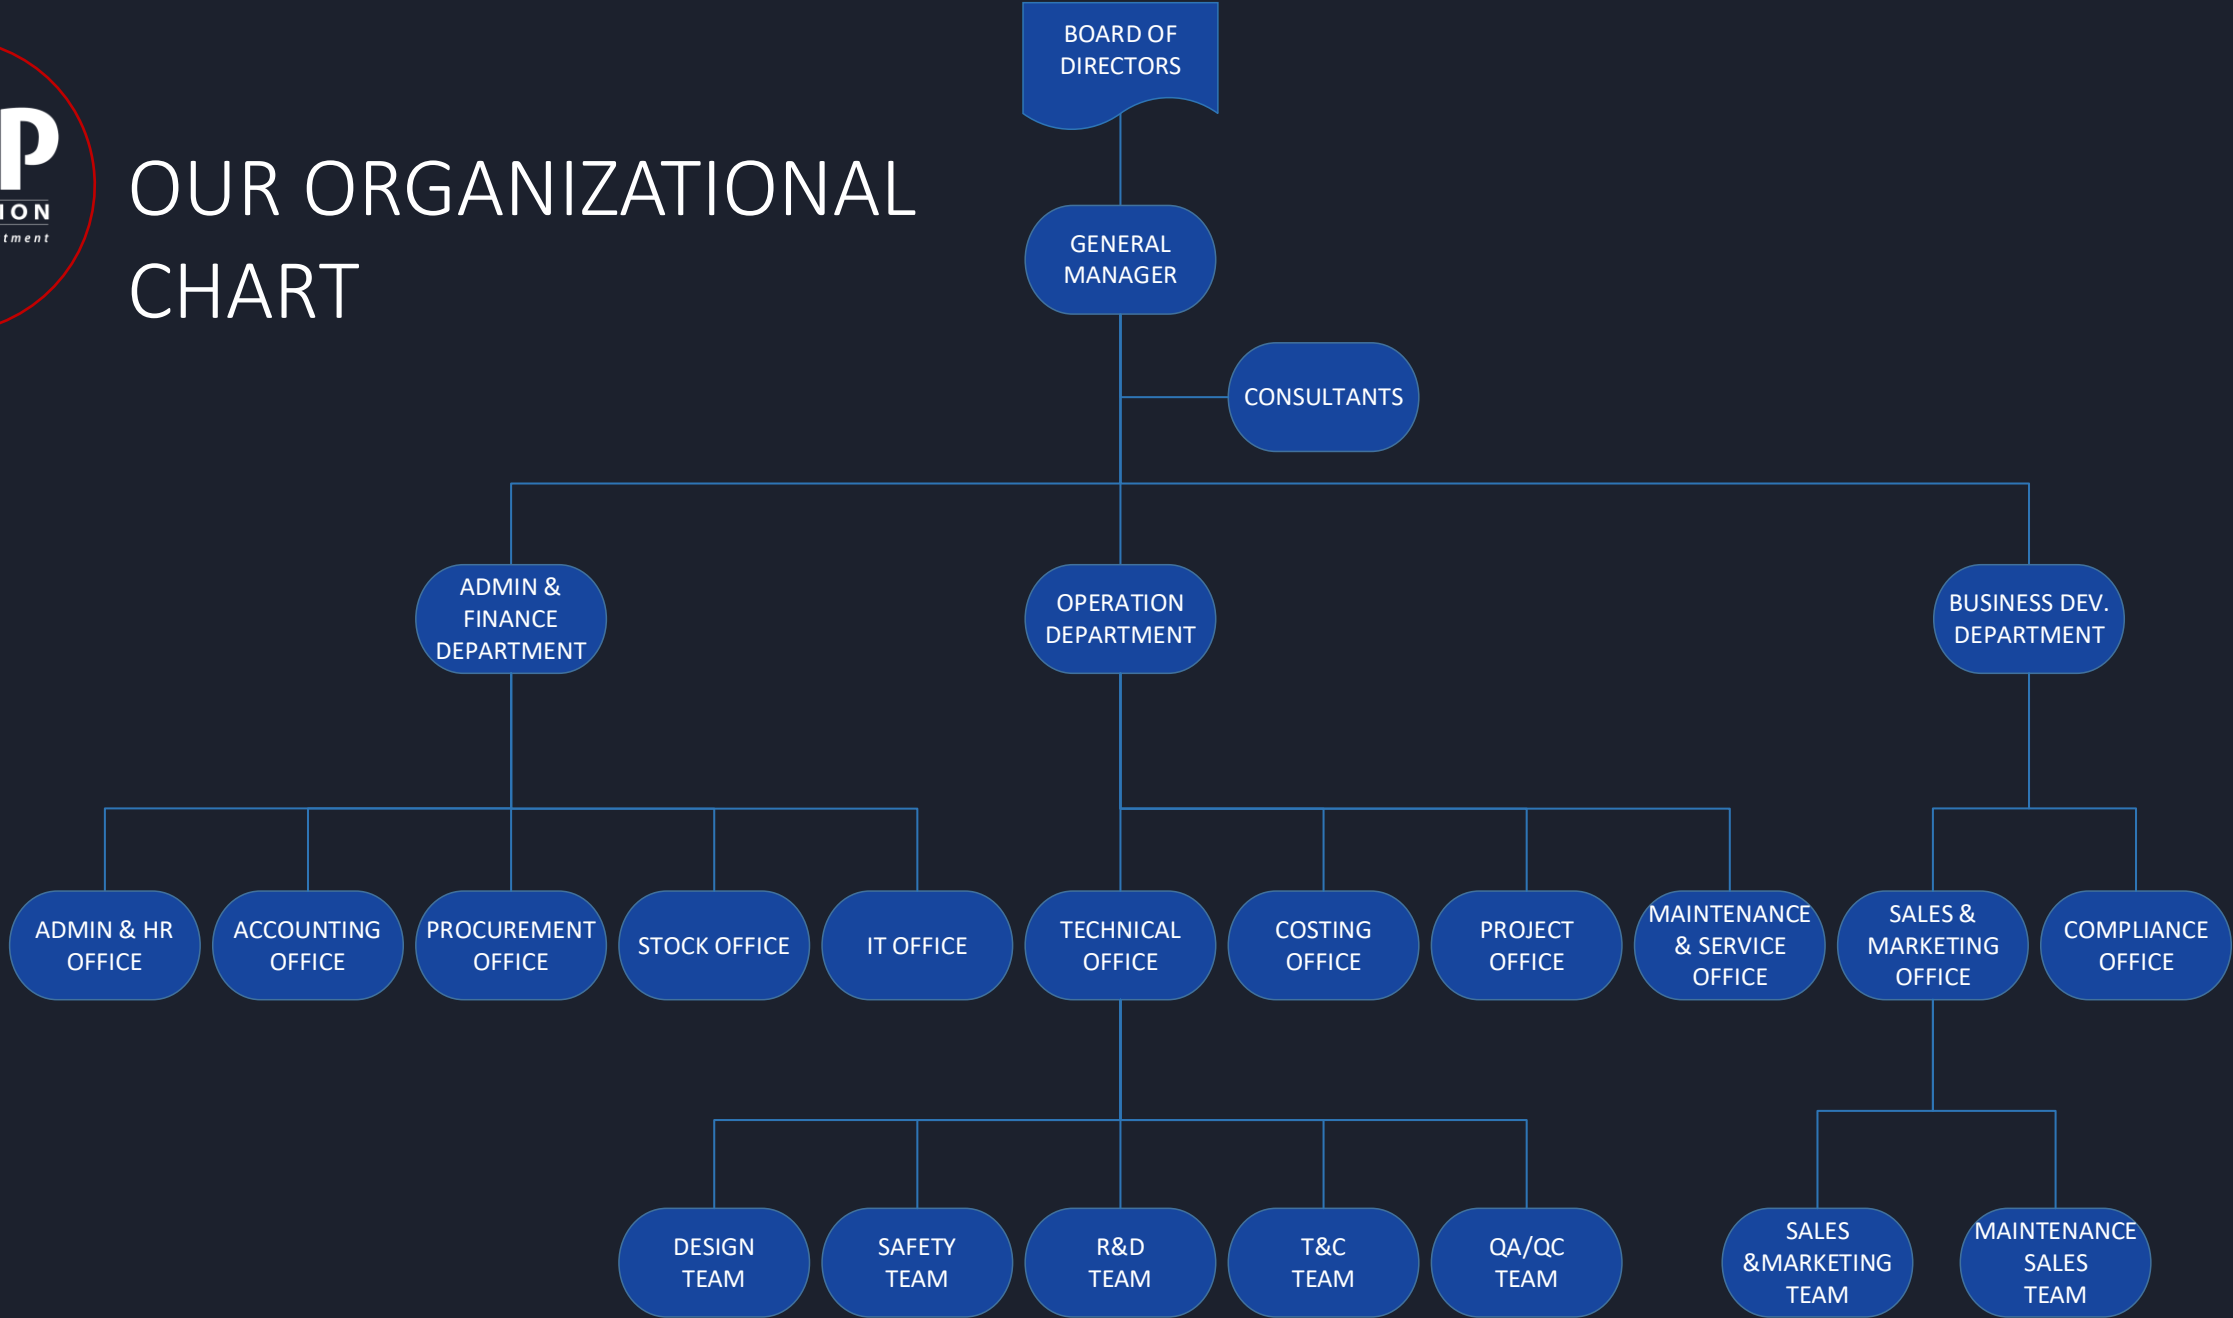 BOARD OF
DIRECTORS
P
ION
tment
OUR ORGANIZATIONAL
CHART
GENERAL
MANAGER
CONSULTANTS
ADMIN &
FINANCE
DEPARTMENT
OPERATION
DEPARTMENT
BUSINESS DEV.
DEPARTMENT
ADMIN & HR
OFFICE
ACCOUNTING
OFFICE
PROCUREMENT
OFFICE
STOCK OFFICE
IT OFFICE
TECHNICAL
OFFICE
COSTING
OFFICE
PROJECT
OFFICE
MAINTENANCE
& SERVICE
OFFICE
SALES &
MARKETING
OFFICE
COMPLIANCE
OFFICE
DESIGN
TEAM
SAFETY
TEAM
R&D
TEAM
T&C
TEAM
QA/QC
TEAM
SALES
&MARKETING
TEAM
MAINTENANCE
SALES
TEAM